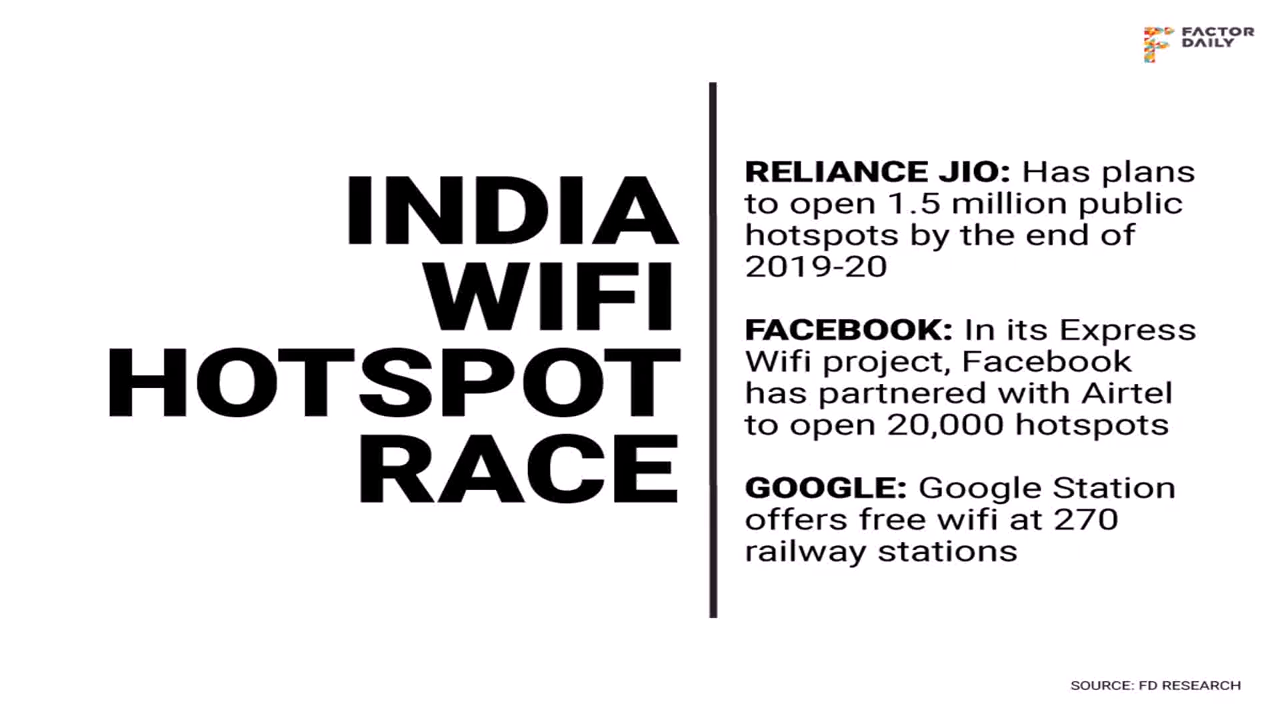 FACTOR
DAILY
INDIA
WIFI
HOTSPOT
RACE
RELIANCE JIO: Has plans
to open 1.5 million public
hotspots by the end of
2019-20
FACEBOOK: In its Express
Wifi project, Facebook
has partnered with Airtel
to open 20,000 hotspots
GOOGLE: Google Station
offers free wifi at 270
railway stations
SOURCE: FD RESEARCH